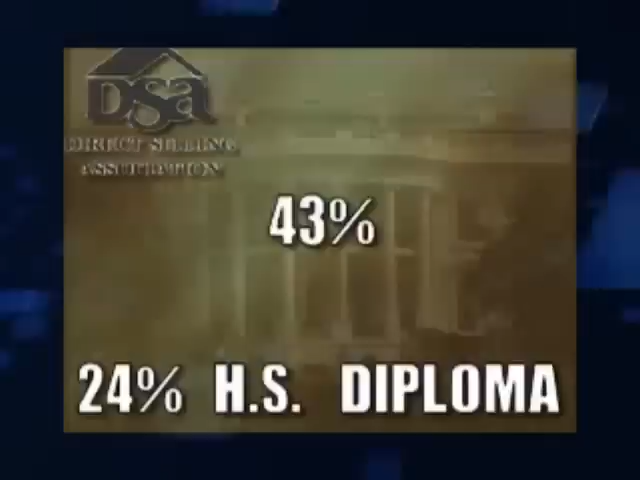 DSa
DIRECT SELLING
ASSOCIATION
43%
24% H.S. DIPLOMA